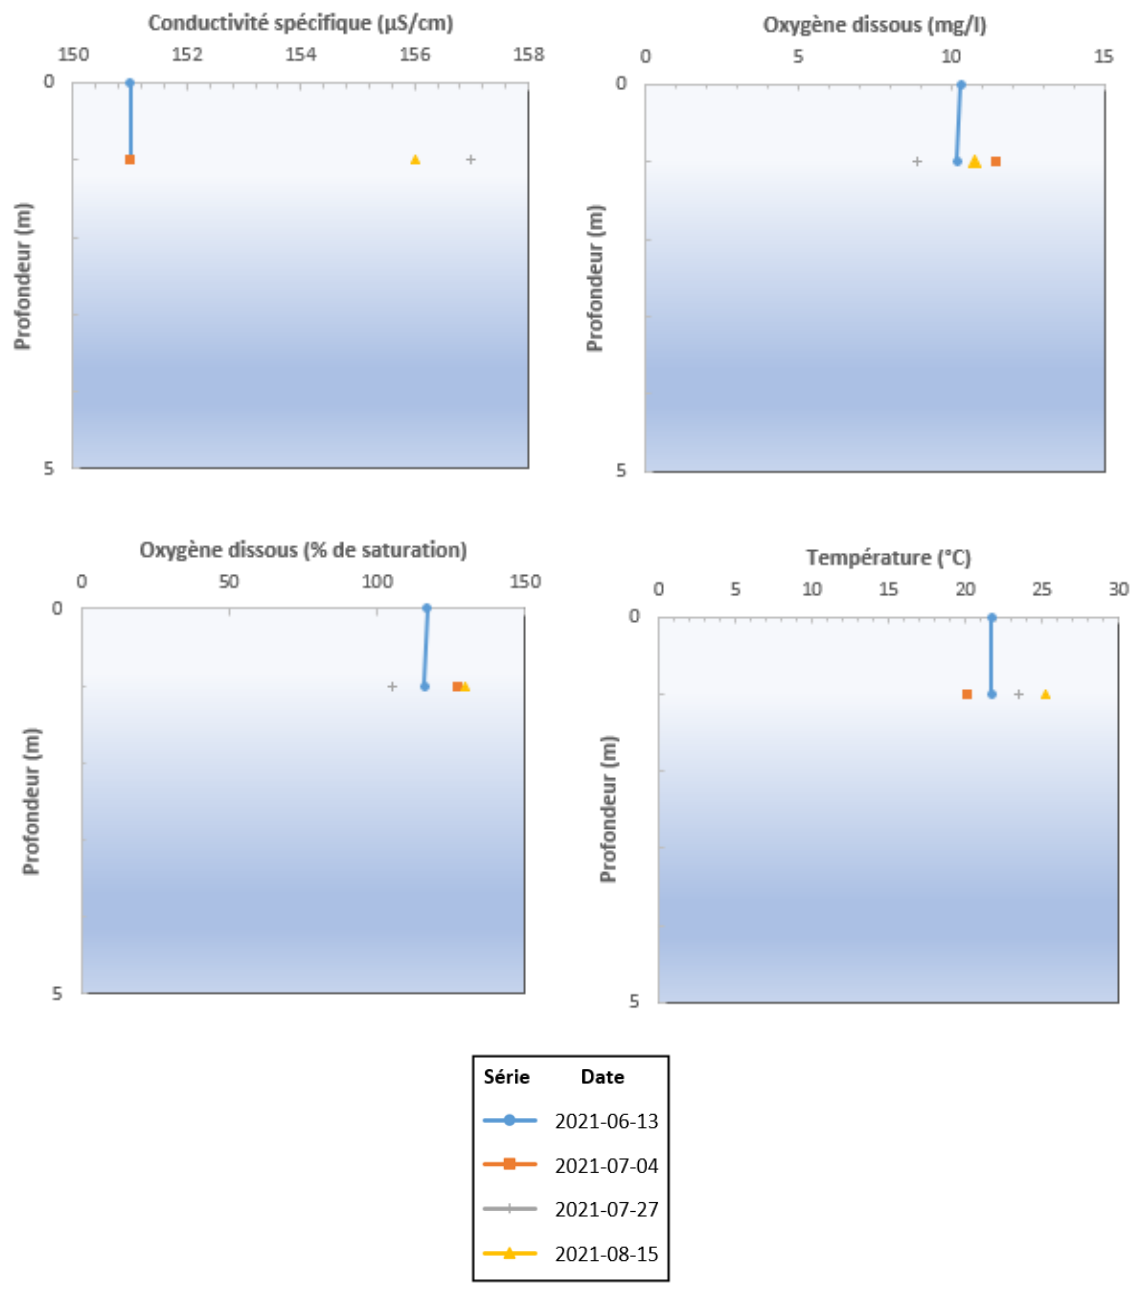 Conductivité spécifique (µS/cm)
150 152 154 156 158
0
Profondeur (m)
5
Oxygène dissous (mg/l)
0 5 10 15
0
Profondeur (m)
5
Oxygène dissous (% de saturation)
0 50 100 150
0
Profondeur (m)
5
Température (°C)
0 5 10 15 20 25 30
0
Profondeur (m)
5
Série Date
2021-06-13
2021-07-04
2021-07-27
2021-08-15